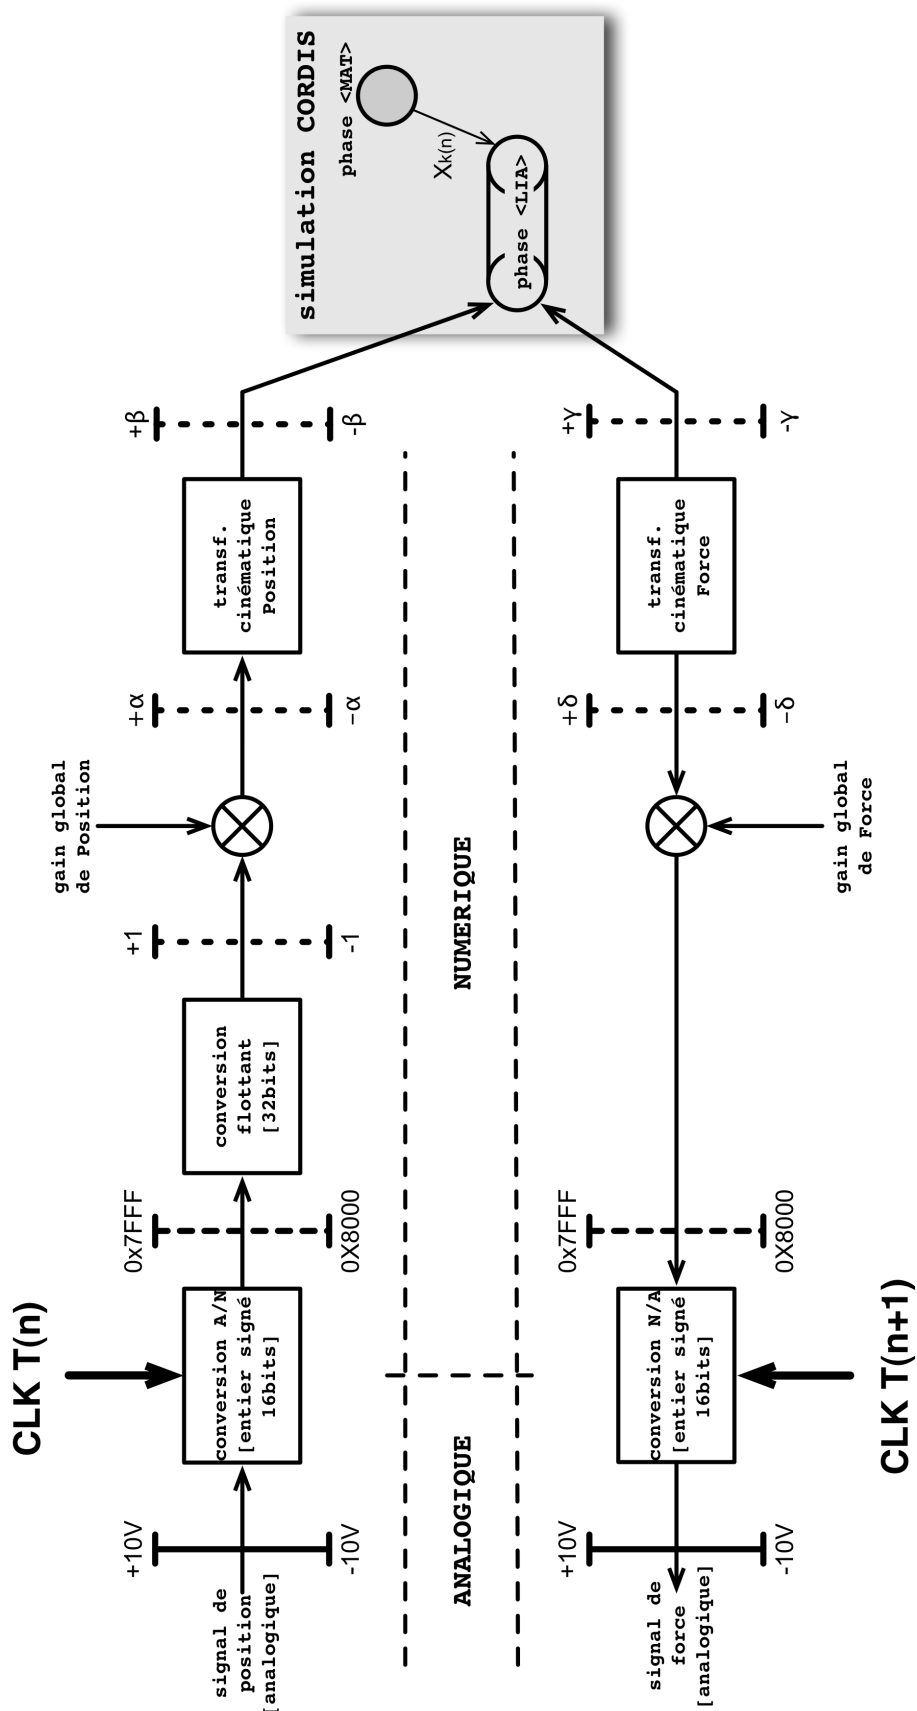 CLK T(n)
gain global
de Position
+10V
0x7FFF
+1
+α
+β
signal de
position
[analogique]
conversion A/N
[entier signé
16bits]
conversion
flottant
[32bits]
transf.
cinématique
Position
-10V
0X8000
-1
-α
-β
simulation CORDIS
phase <MAT>
Xk(n)
phase <LIA>
ANALOGIQUE
NUMERIQUE
+10V
0x7FFF
+δ
+γ
signal de
force
[analogique]
conversion N/A
[entier signé
16bits]
transf.
cinématique
Force
-10V
0X8000
-δ
-γ
gain global
de Force
CLK T(n+1)